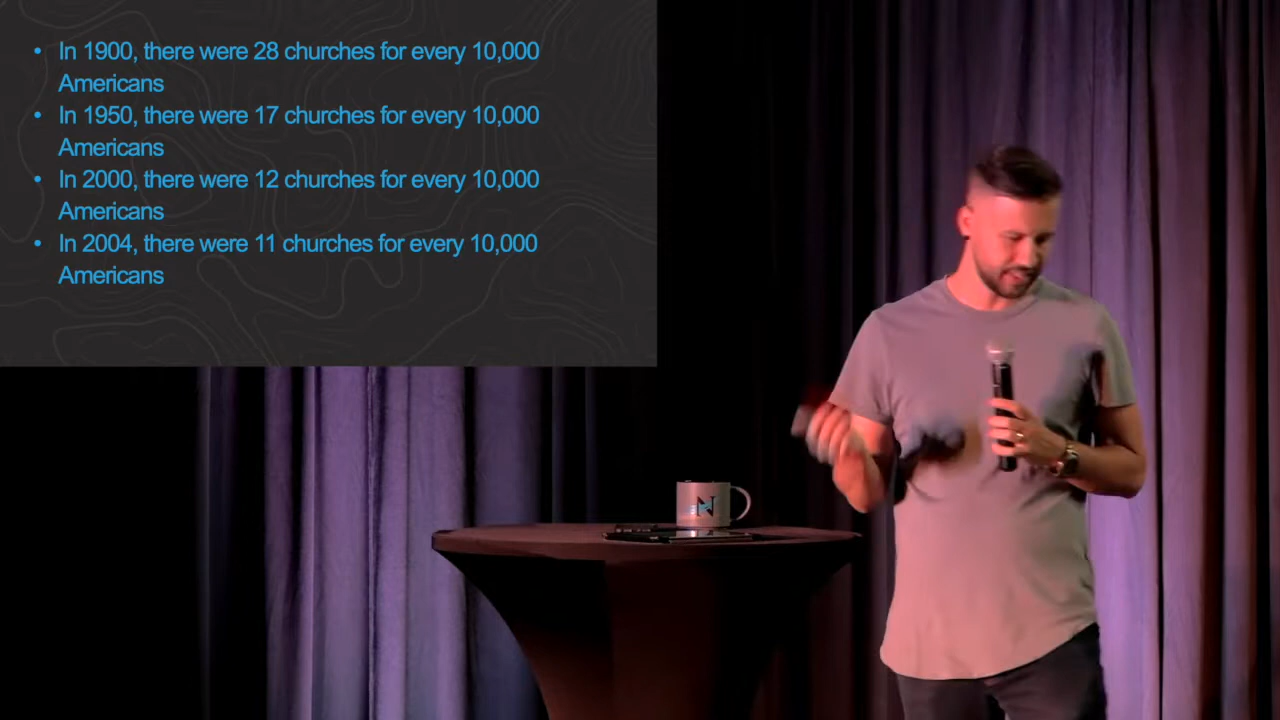 • In 1900, there were 28 churches for every 10,000
Americans
• In 1950, there were 17 churches for every 10,000
Americans
• In 2000, there were 12 churches for every 10,000
Americans
• In 2004, there were 11 churches for every 10,000
Americans
N